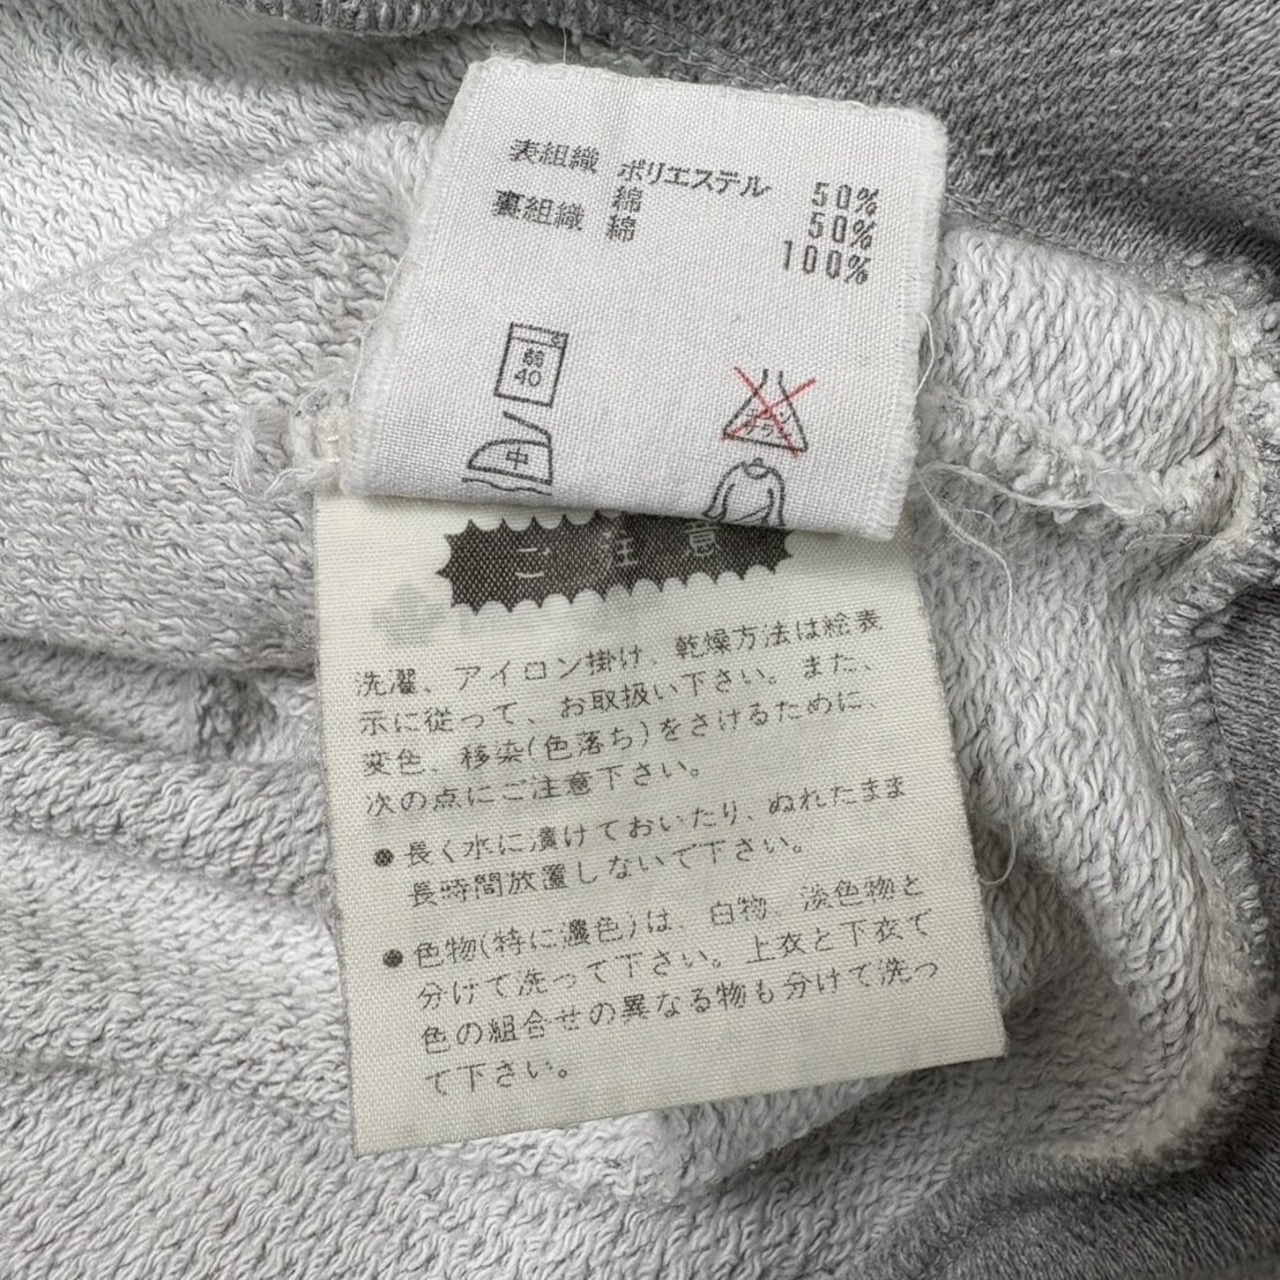 表組織 ポリエステル 50%
綿 50%
裏組織 綿 100%
弱
40
中
ご注意
洗濯、アイロン掛け、乾燥方法は絵表
示に従って、お取扱い下さい。また、
変色、移染(色落ち)をさけるために、
次の点にご注意下さい。
●長く水に漬けておいたり、ぬれたまま
長時間放置しないで下さい。
●色物(特に濃色)は、白物、淡色物と
分けて洗って下さい。上衣と下衣で
色の組合せの異なる物も分けて洗っ
て下さい。